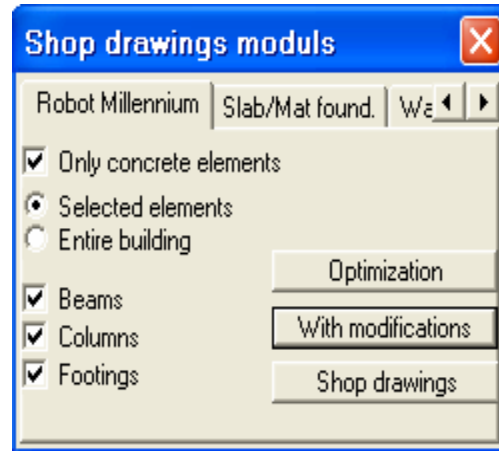 Shop drawings moduls
Robot Millennium Slab/Mat found.
Only concrete elements
Selected elements
Entire building
Optimization
Beams
With modifications
Columns
Footings
Shop drawings